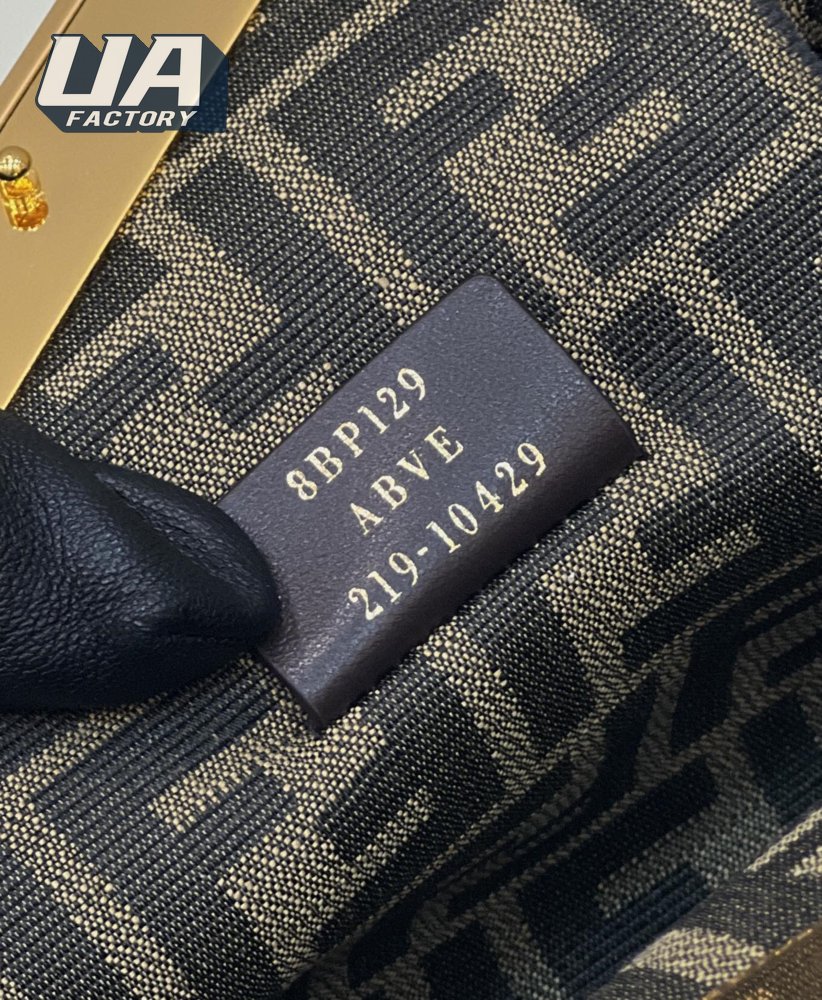 UA
FACTORY
8BP129
ABVE
219-10429